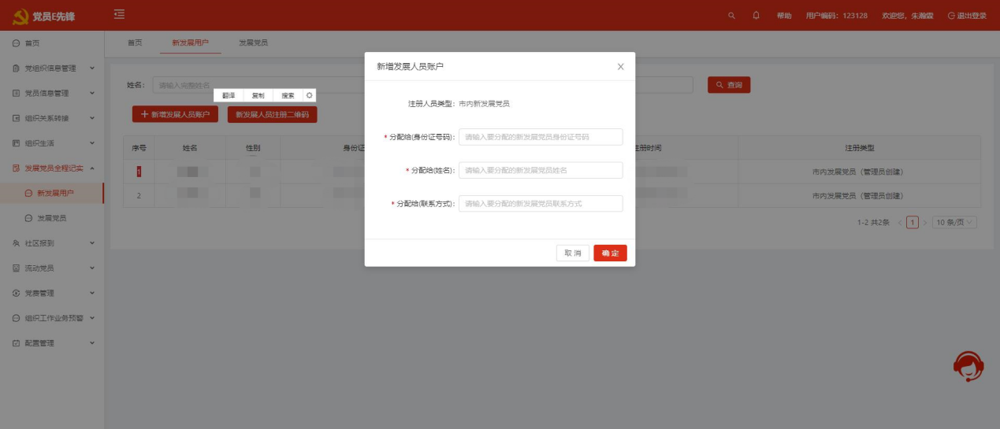 党员E先锋
帮助 用户编码：123128 欢迎您，朱瀚霖 退出登录
首页
党组织信息管理
党员信息管理
组织关系转接
组织生活
发展党员全程记实
新发展用户
发展党员
社区报到
流动党员
党费管理
组织工作业务预警
配置管理
首页 新发展用户 发展党员
姓名： 请输入完整姓名
查询
翻译 复制 搜索
新增发展人员账户 新发展人员注册二维码
序号 姓名 性别 身份证 注册时间 注册类型
1 市内发展党员（管理员创建）
2 市内发展党员（管理员创建）
1-2 共2条 < 1 > 10 条/页
新增发展人员账户
注册人员类型：市内新发展党员
* 分配给(身份证号码)： 请输入要分配的新发展党员身份证号码
* 分配给(姓名)： 请输入要分配的新发展党员姓名
* 分配给(联系方式)： 请输入要分配的新发展党员联系方式
取 消 确 定